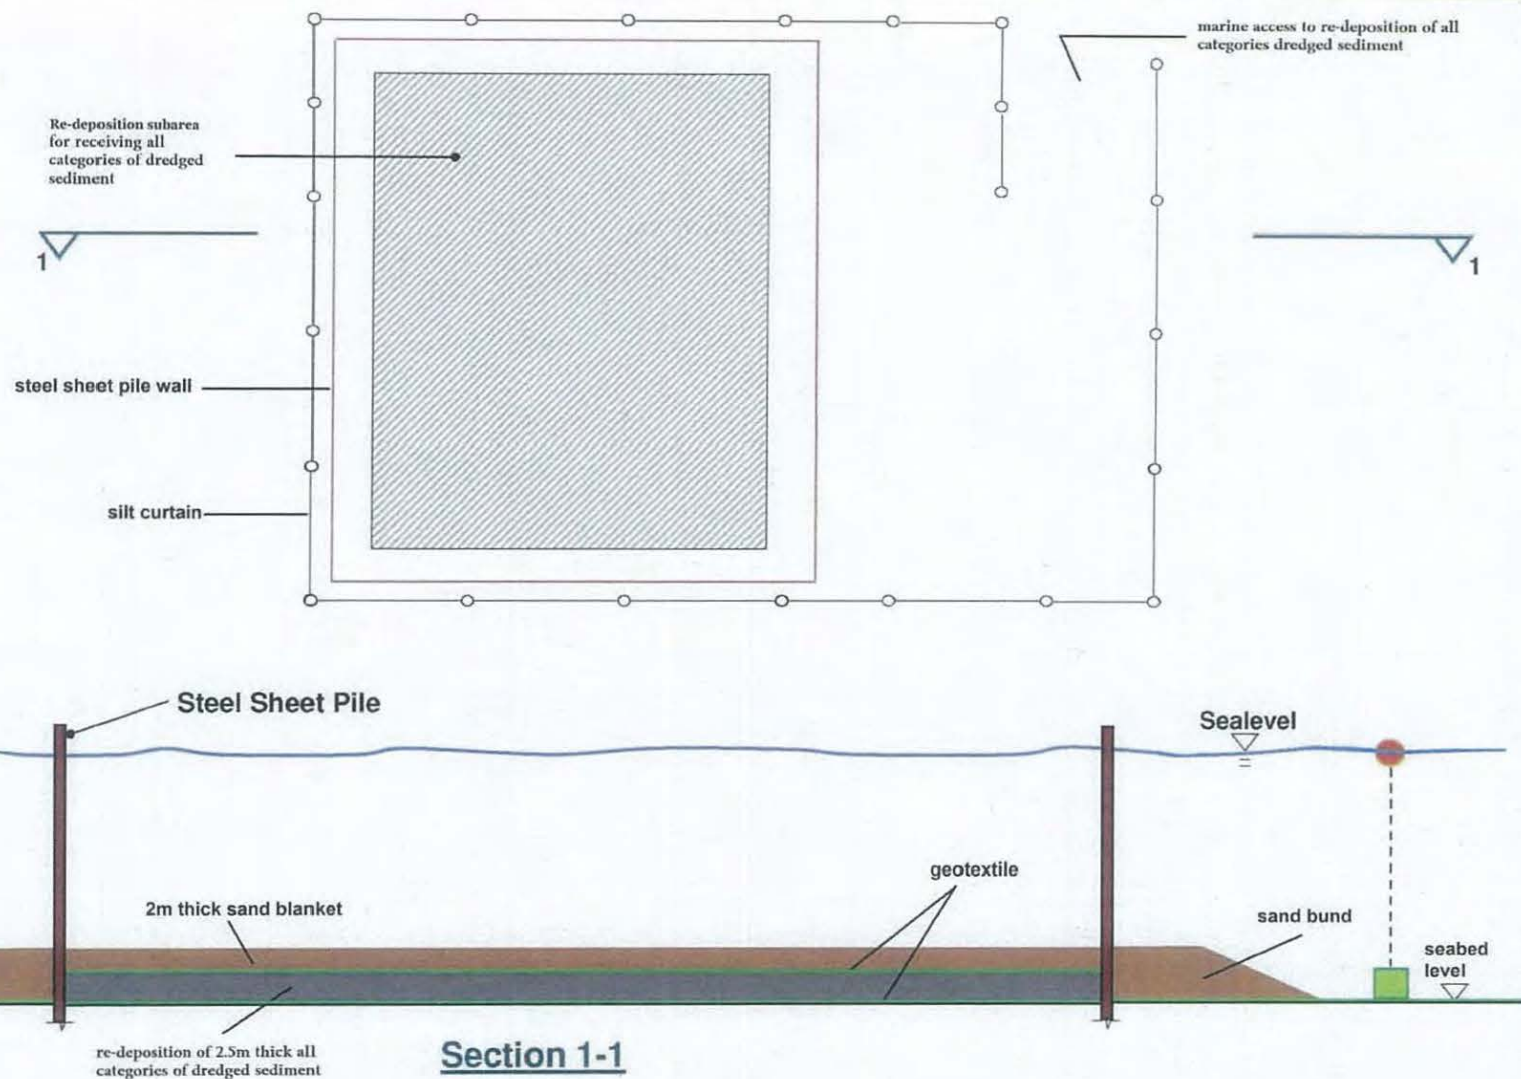 marine access to re-deposition of all
categories dredged sediment
Re-deposition subarea
for receiving all
categories of dredged
sediment
1
1
steel sheet pile wall
silt curtain
Steel Sheet Pile
Sealevel
geotextile
2m thick sand blanket
sand bund
seabed
level
re-deposition of 2.5m thick all
categories of dredged sediment
Section 1-1